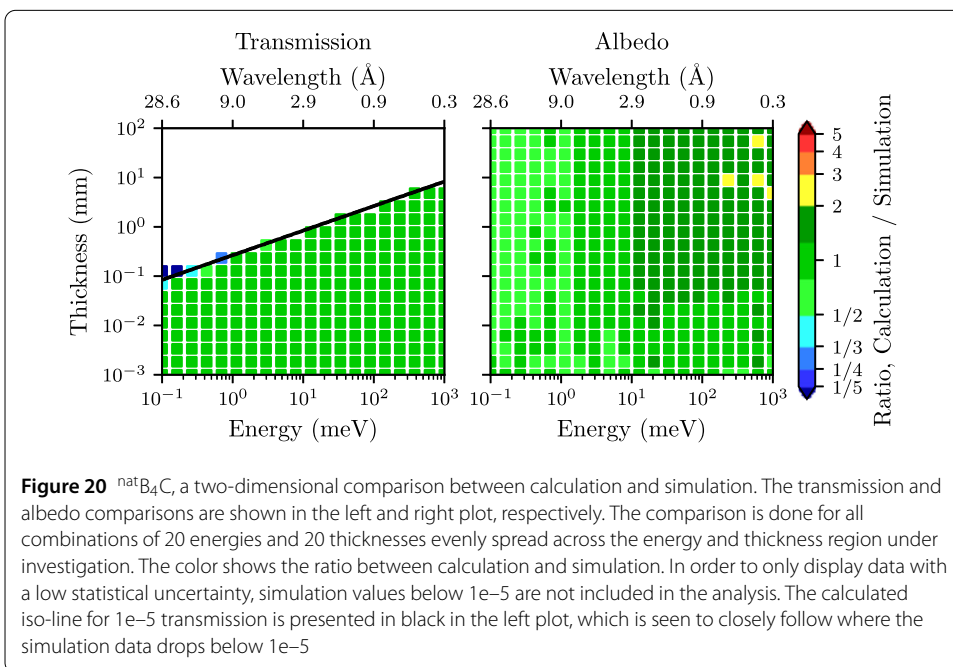 Transmission
Wavelength (Å)
28.6 9.0 2.9 0.9 0.3
Albedo
Wavelength (Å)
28.6 9.0 2.9 0.9 0.3
Thickness (mm)
10²
10¹
10⁰
10⁻¹
10⁻²
10⁻³
10⁻¹ 10⁰ 10¹ 10² 10³
Energy (meV)
10⁻¹ 10⁰ 10¹ 10² 10³
Energy (meV)
5
4
3
2
1
1/2
1/3
1/4
1/5
Ratio, Calculation / Simulation
Figure 20 ⁿᵃᵗB₄C, a two-dimensional comparison between calculation and simulation. The transmission and
albedo comparisons are shown in the left and right plot, respectively. The comparison is done for all
combinations of 20 energies and 20 thicknesses evenly spread across the energy and thickness region under
investigation. The color shows the ratio between calculation and simulation. In order to only display data with
a low statistical uncertainty, simulation values below 1e–5 are not included in the analysis. The calculated
iso-line for 1e–5 transmission is presented in black in the left plot, which is seen to closely follow where the
simulation data drops below 1e–5